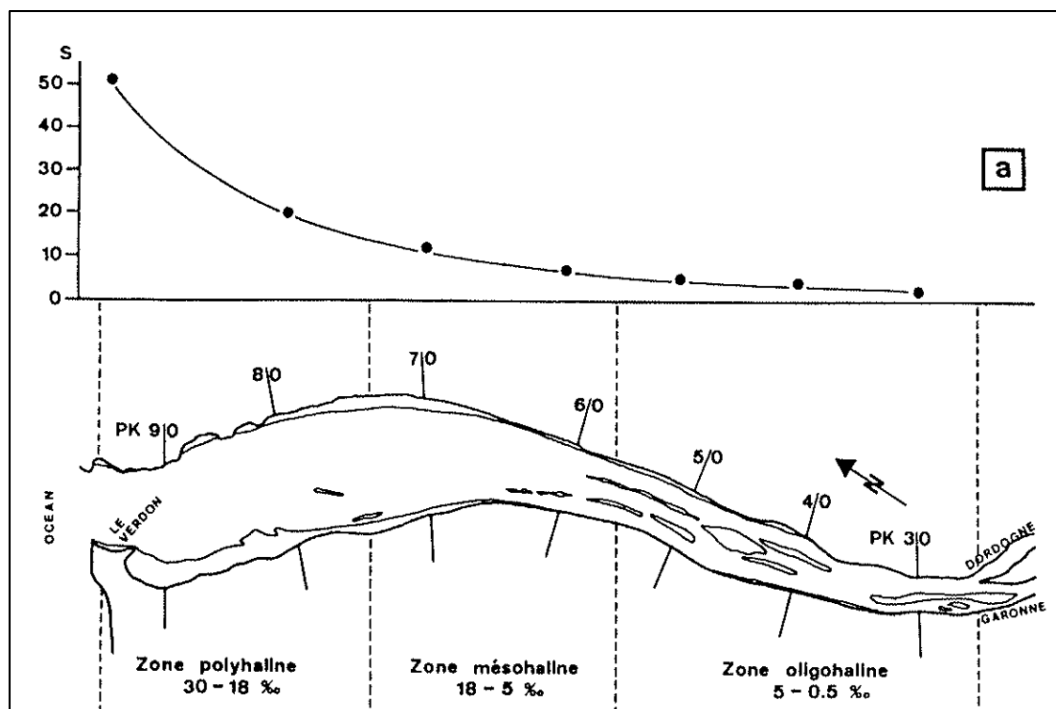 S
50
40
30
20
10
0
a
PK 9|0
8|0
7|0
6|0
5|0
4|0
PK 3|0
N
OCEAN
LE VERDON
DORDOGNE
GARONNE
Zone polyhaline
30-18 ‰
Zone mésohaline
18-5 ‰
Zone oligohaline
5-0.5 ‰